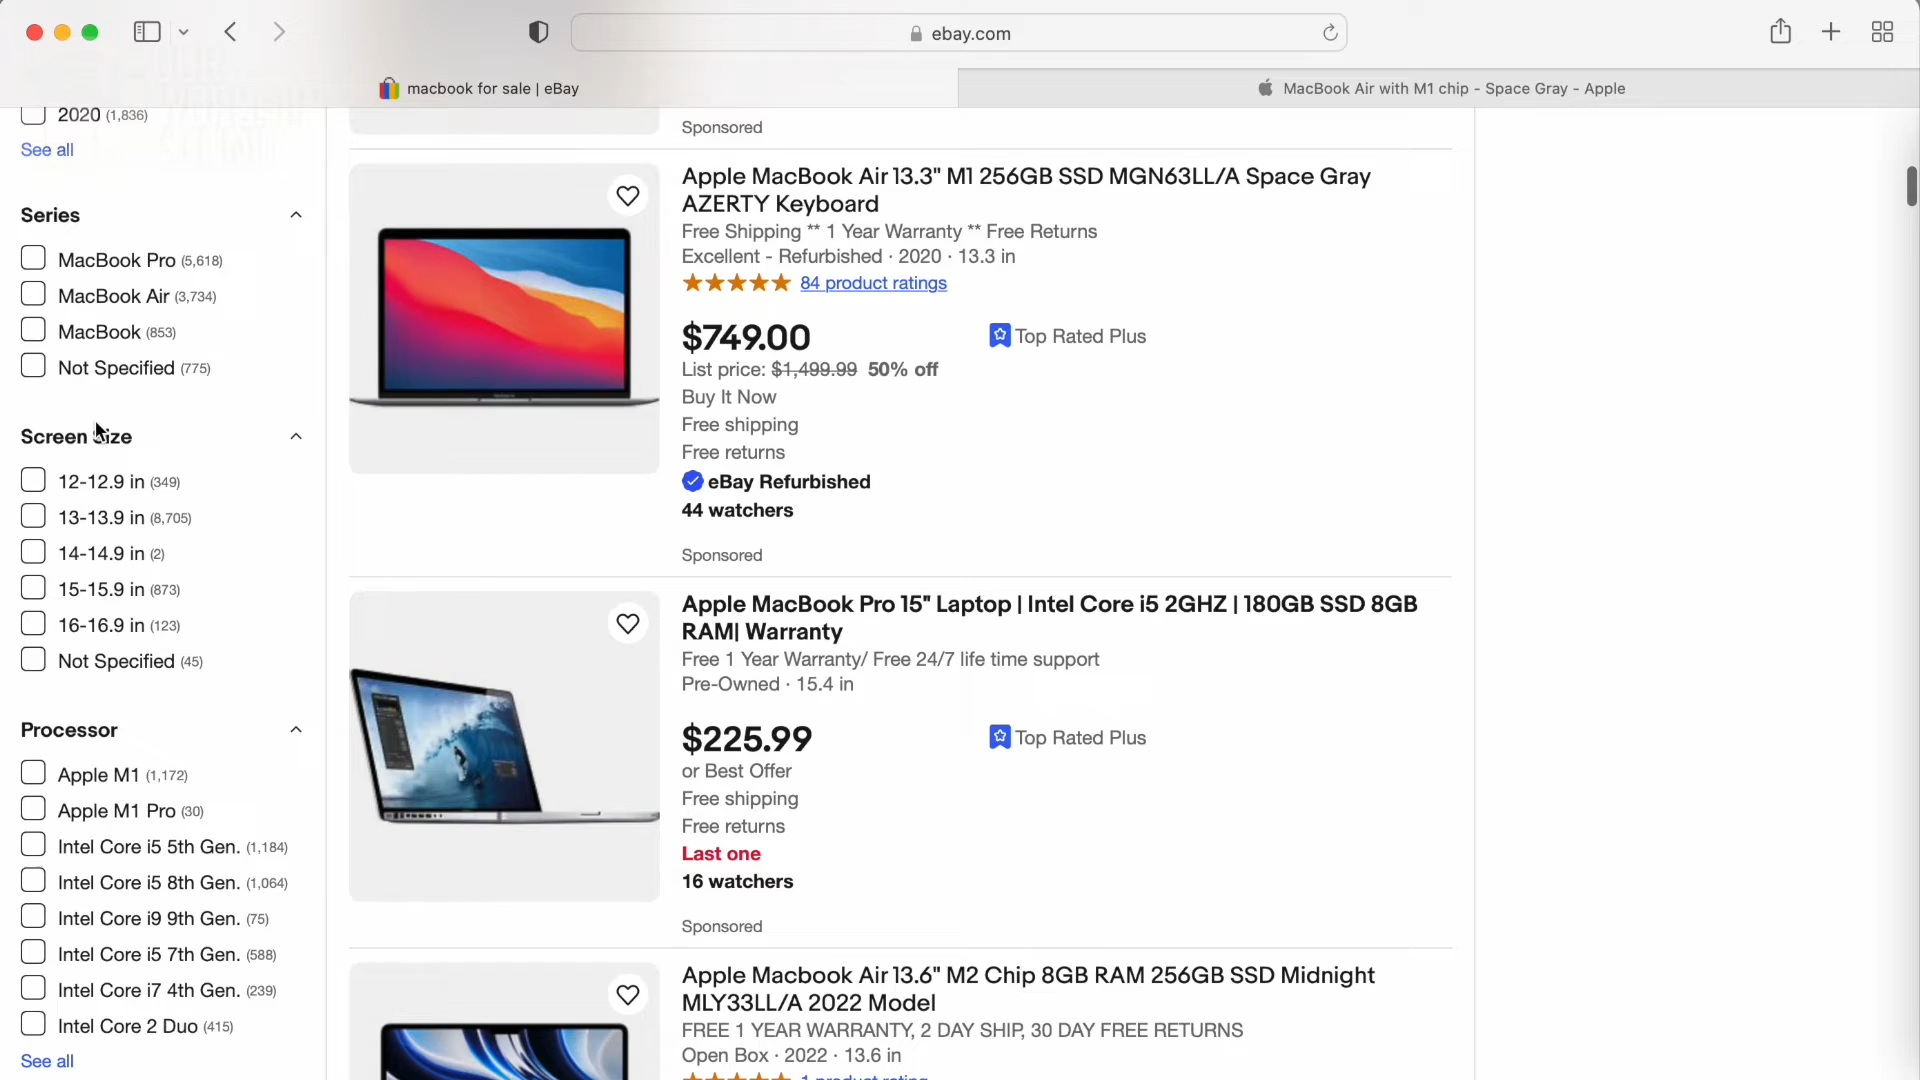 ebay.com
macbook for sale | eBay
MacBook Air with M1 chip - Space Gray - Apple
2020 (1,836)
See all
Series
MacBook Pro (5,618)
MacBook Air (3,734)
MacBook (853)
Not Specified (775)
Screen Size
12-12.9 in (349)
13-13.9 in (8,705)
14-14.9 in (2)
15-15.9 in (873)
16-16.9 in (123)
Not Specified (45)
Processor
Apple M1 (1,172)
Apple M1 Pro (30)
Intel Core i5 5th Gen. (1,184)
Intel Core i5 8th Gen. (1,064)
Intel Core i9 9th Gen. (75)
Intel Core i5 7th Gen. (588)
Intel Core i7 4th Gen. (239)
Intel Core 2 Duo (415)
See all
Sponsored
Apple MacBook Air 13.3" M1 256GB SSD MGN63LL/A Space Gray
AZERTY Keyboard
Free Shipping ** 1 Year Warranty ** Free Returns
Excellent - Refurbished · 2020 · 13.3 in
84 product ratings
$749.00
Top Rated Plus
List price: $1,499.99 50% off
Buy It Now
Free shipping
Free returns
eBay Refurbished
44 watchers
Sponsored
Apple MacBook Pro 15" Laptop | Intel Core i5 2GHZ | 180GB SSD 8GB
RAM| Warranty
Free 1 Year Warranty/ Free 24/7 life time support
Pre-Owned · 15.4 in
$225.99
Top Rated Plus
or Best Offer
Free shipping
Free returns
Last one
16 watchers
Sponsored
Apple Macbook Air 13.6" M2 Chip 8GB RAM 256GB SSD Midnight
MLY33LL/A 2022 Model
FREE 1 YEAR WARRANTY, 2 DAY SHIP, 30 DAY FREE RETURNS
Open Box · 2022 · 13.6 in
1 product rating